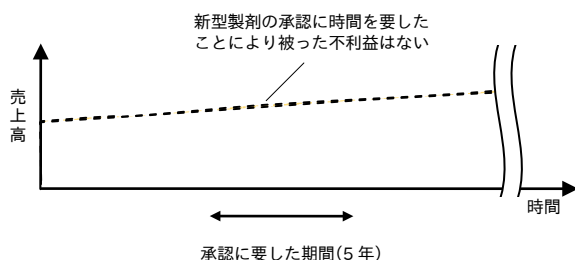 新型製剤の承認に時間を要した
ことにより被った不利益はない
売上高
時間
承認に要した期間(5 年)